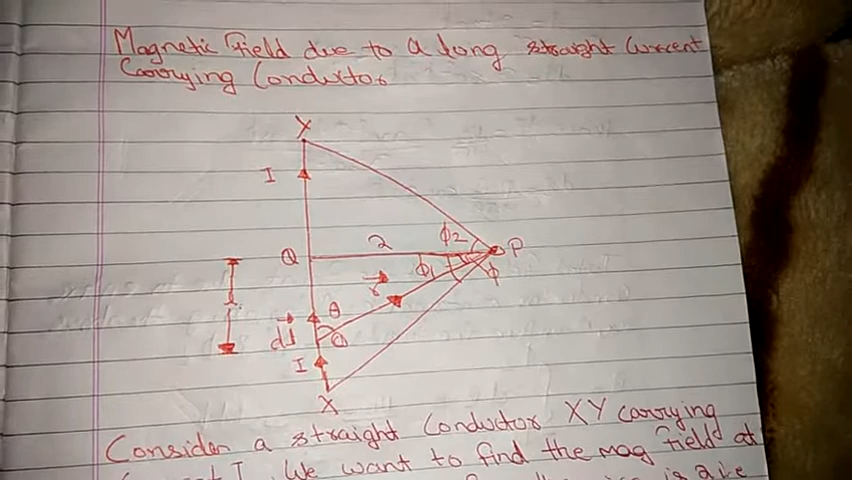 Magnetic Field due to a long straight Current
Carrying Conductor
Y
I
Q
a
ϕ2
P
ϕ1
ϕ
r
l
θ
dl
O
I
X
Consider a straight Conductor XY carrying
Current I. We want to find the mag field at